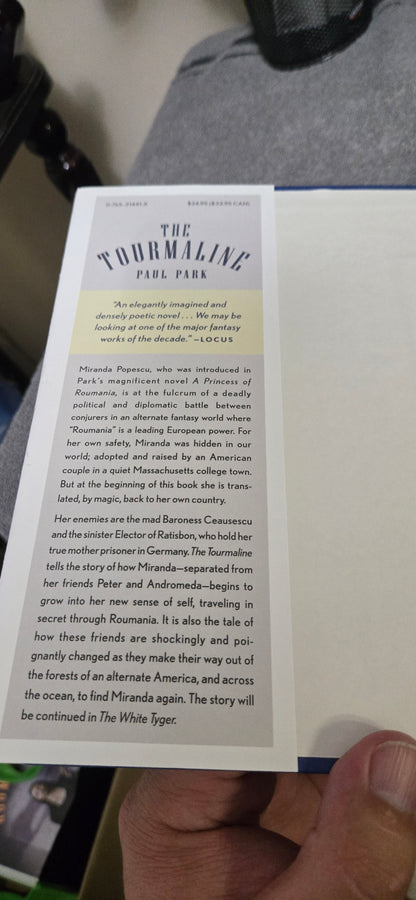 0-765-31441-X $24.95 ($33.95 CAN)
THE
TOURMALINE
PAUL PARK
"An elegantly imagined and
densely poetic novel . . . We may be
looking at one of the major fantasy
works of the decade." —LOCUS
Miranda Popescu, who was introduced in
Park's magnificent novel A Princess of
Roumania, is at the fulcrum of a deadly
political and diplomatic battle between
conjurers in an alternate fantasy world where
"Roumania" is a leading European power. For
her own safety, Miranda was hidden in our
world; adopted and raised by an American
couple in a quiet Massachusetts college town.
But at the beginning of this book she is trans-
lated, by magic, back to her own country.
Her enemies are the mad Baroness Ceausescu
and the sinister Elector of Ratisbon, who hold her
true mother prisoner in Germany. The Tourmaline
tells the story of how Miranda—separated from
her friends Peter and Andromeda—begins to
grow into her new sense of self, traveling in
secret through Roumania. It is also the tale of
how these friends are shockingly and poi-
gnantly changed as they make their way out of
the forests of an alternate America, and across
the ocean, to find Miranda again. The story will
be continued in The White Tyger.